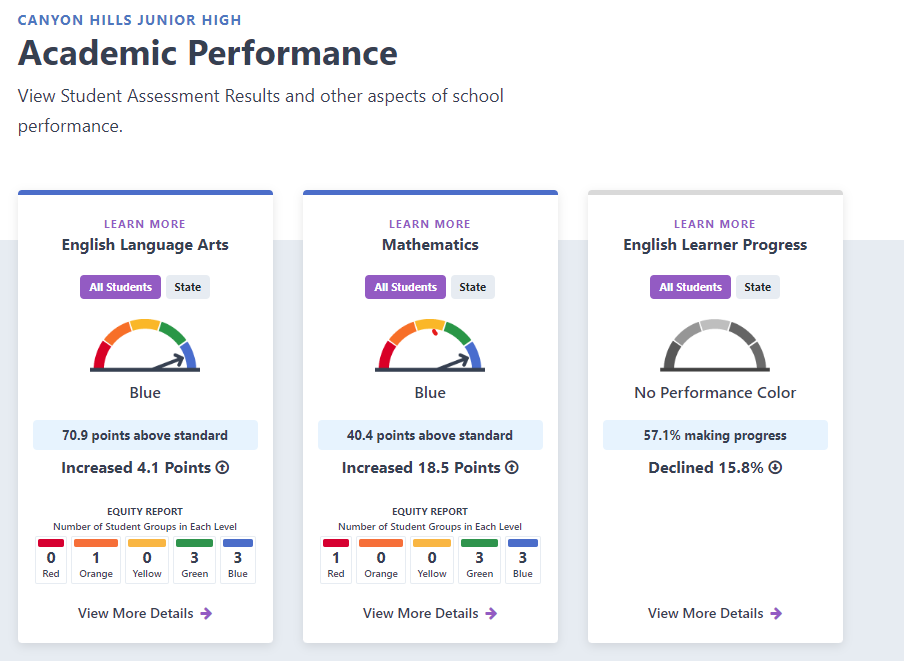 CANYON HILLS JUNIOR HIGH
Academic Performance
View Student Assessment Results and other aspects of school
performance.
LEARN MORE
English Language Arts
All Students State
Blue
70.9 points above standard
Increased 4.1 Points
EQUITY REPORT
Number of Student Groups in Each Level
0 1 0 3 3
Red Orange Yellow Green Blue
View More Details
LEARN MORE
Mathematics
All Students State
Blue
40.4 points above standard
Increased 18.5 Points
EQUITY REPORT
Number of Student Groups in Each Level
1 0 0 3 3
Red Orange Yellow Green Blue
View More Details
LEARN MORE
English Learner Progress
All Students State
No Performance Color
57.1% making progress
Declined 15.8%
View More Details